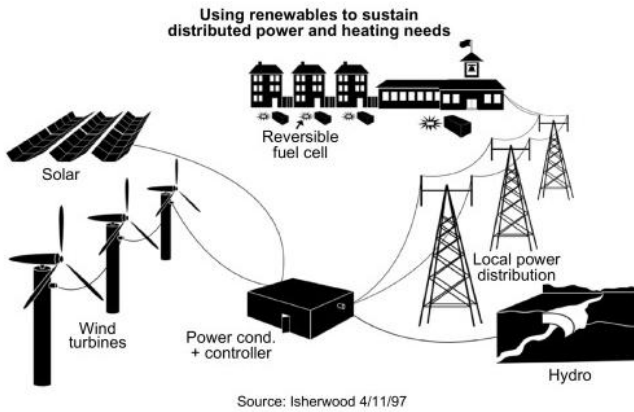 Using renewables to sustain
distributed power and heating needs
Reversible
fuel cell
Solar
Local power
distribution
Wind
turbines
Power cond.
+ controller
Hydro
Source: Isherwood 4/11/97